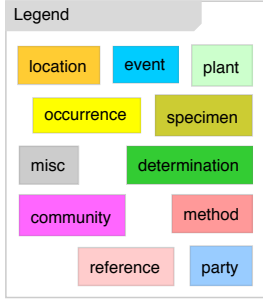 Legend
location event plant
occurrence specimen
misc determination
community method
reference party